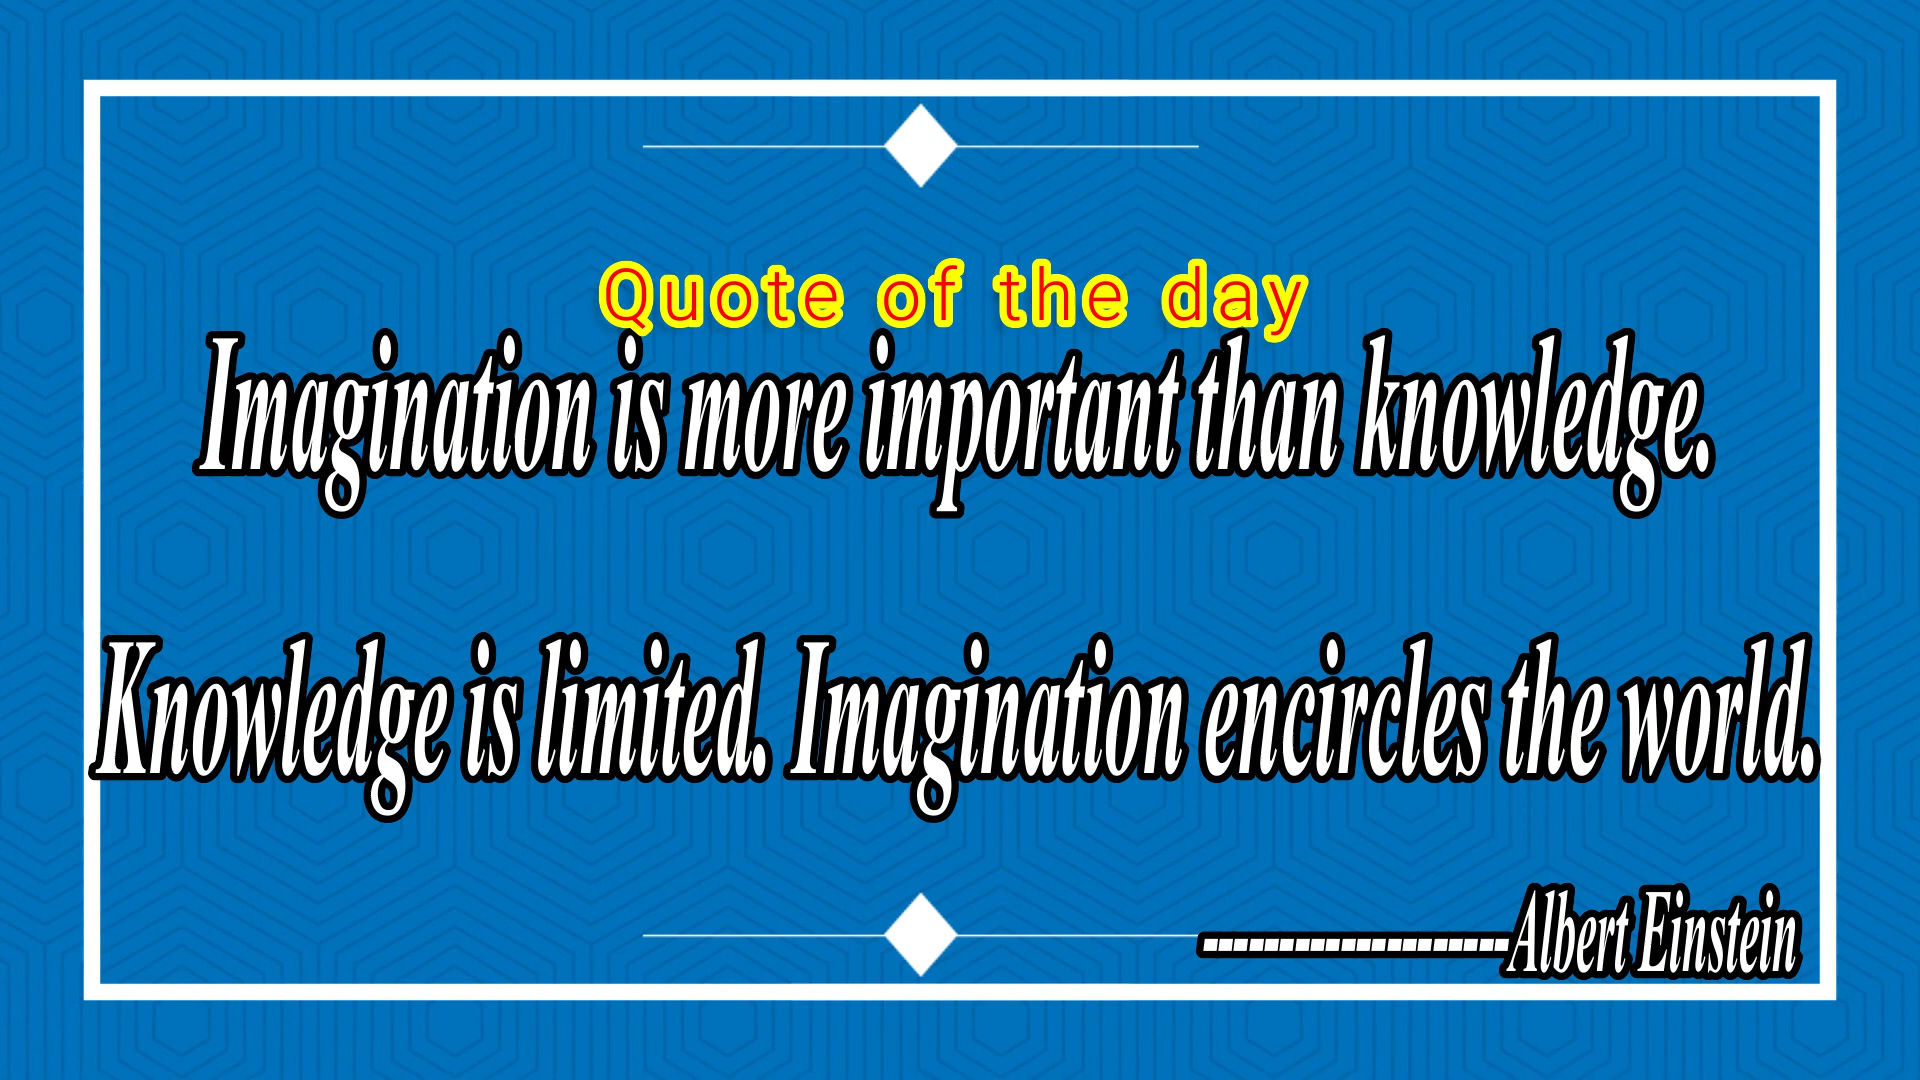 Quote of the day
Imagination is more important than knowledge.
Knowledge is limited. Imagination encircles the world.
--------------------Albert Einstein